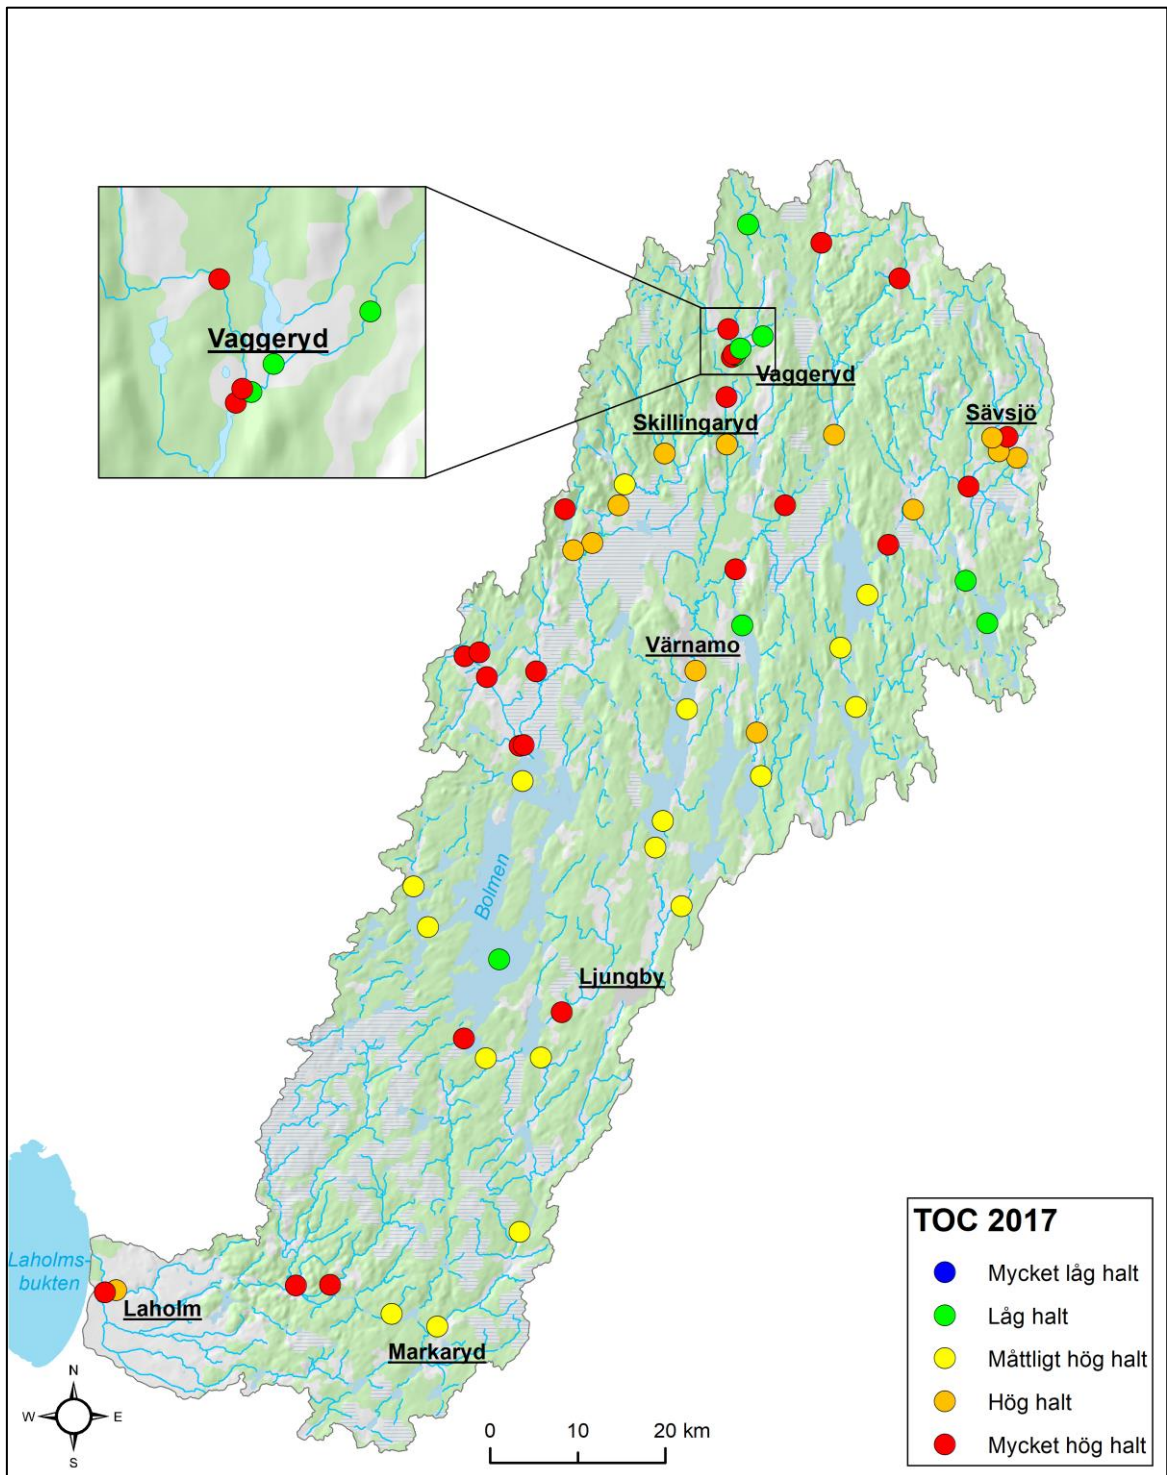 Vaggeryd
Vaggeryd
Skillingaryd
Sävsjö
Värnamo
Bolmen
Ljungby
Laholms-
bukten
Laholm
Markaryd
N
W
E
S
0
10
20 km
TOC 2017
Mycket låg halt
Låg halt
Måttligt hög halt
Hög halt
Mycket hög halt